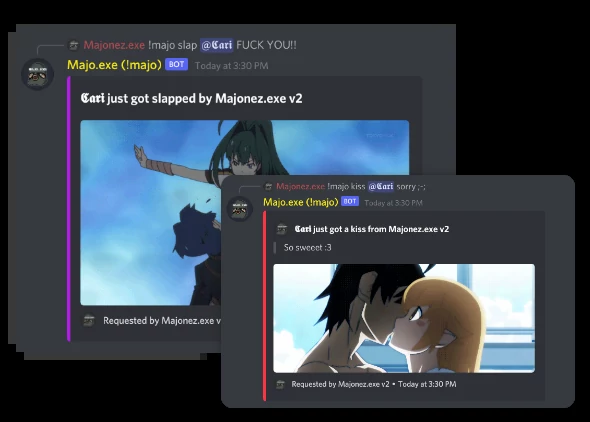 Majonez.exe !majo slap @𝕮𝖆𝖗𝖎 FUCK YOU!!
Majo.exe (!majo) BOT Today at 3:30 PM
𝕮𝖆𝖗𝖎 just got slapped by Majonez.exe v2
Requested by Majonez.exe v
Majonez.exe !majo kiss @𝕮𝖆𝖗𝖎 sorry ;-;
Majo.exe (!majo) BOT Today at 3:30 PM
𝕮𝖆𝖗𝖎 just got a kiss from Majonez.exe v2
So sweeet :3
Requested by Majonez.exe v2 • Today at 3:30 PM